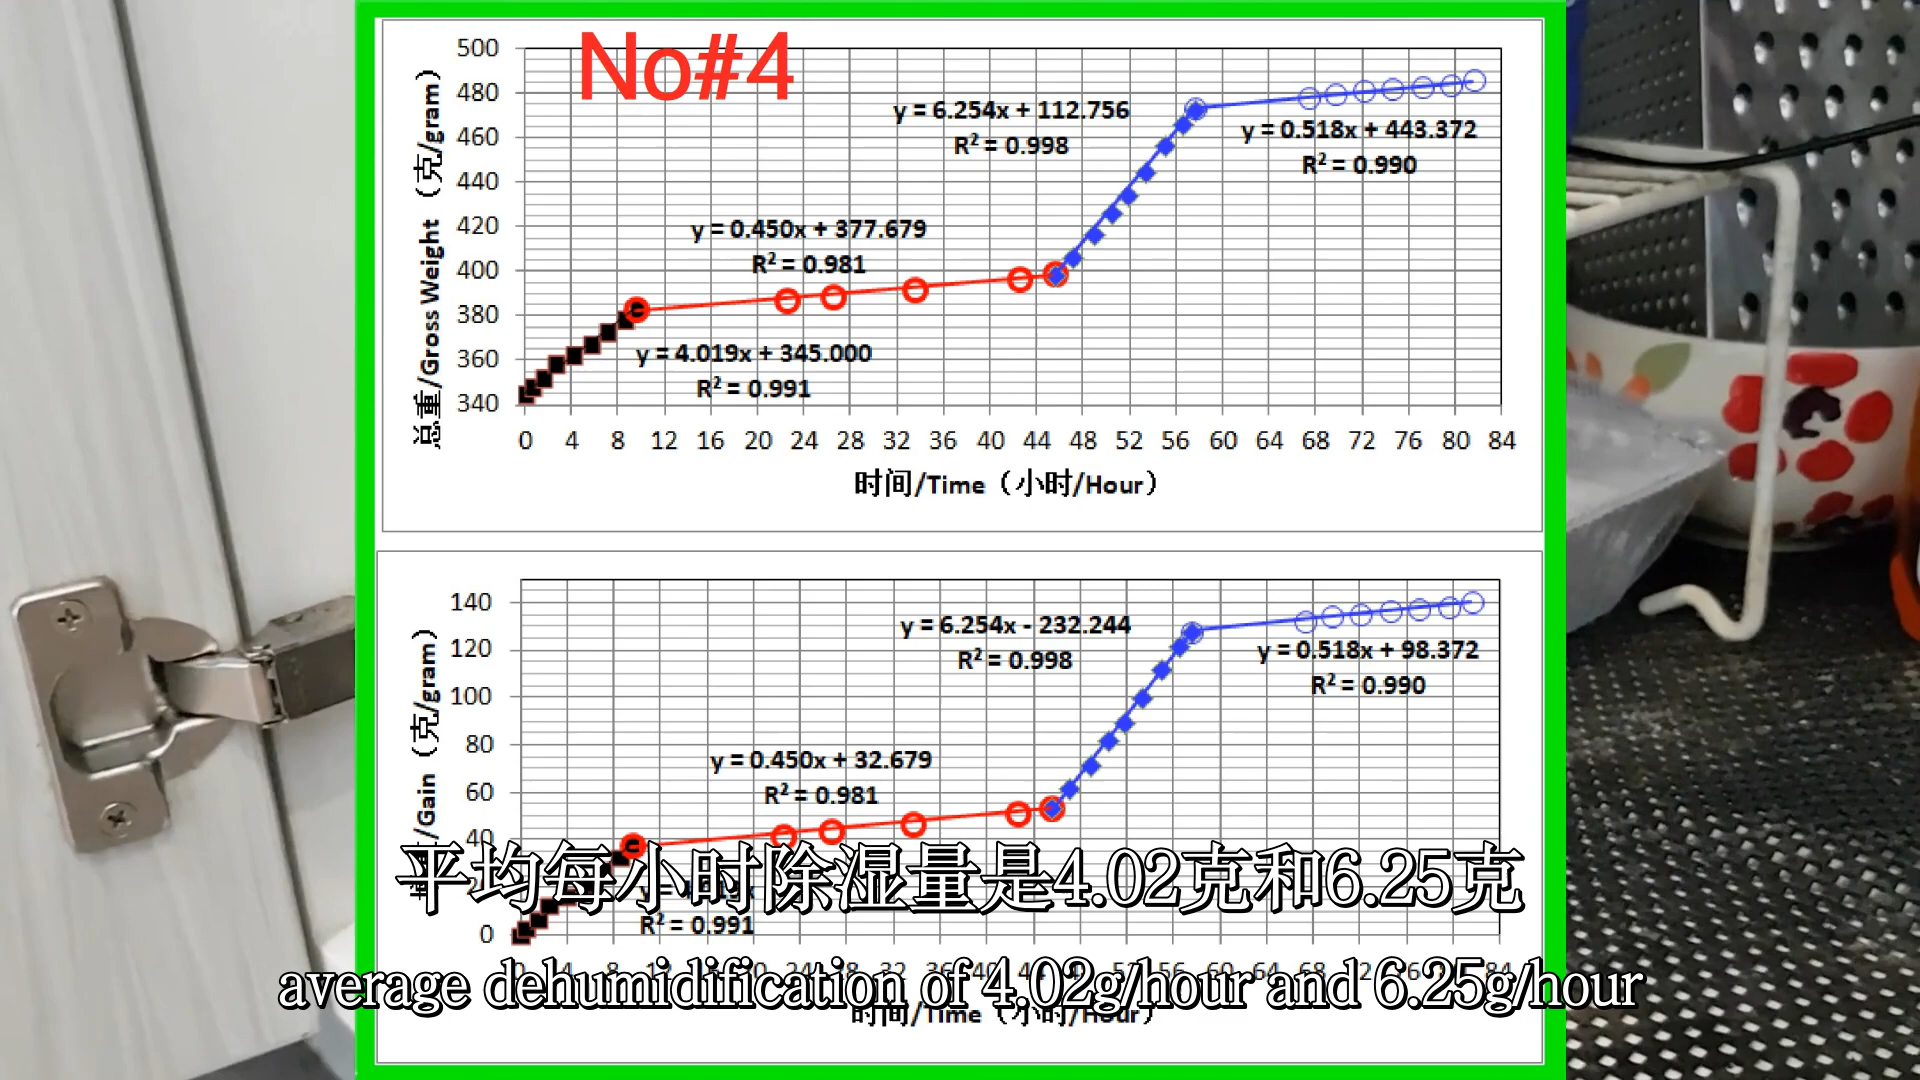 No#4
500
480
460
440
420
400
380
360
340
总重/Gross Weight （克/gram）
y = 6.254x + 112.756
R² = 0.998
y = 0.518x + 443.372
R² = 0.990
y = 0.450x + 377.679
R² = 0.981
y = 4.019x + 345.000
R² = 0.991
0 4 8 12 16 20 24 28 32 36 40 44 48 52 56 60 64 68 72 76 80 84
时间/Time（小时/Hour）
140
120
100
80
60
40
0
/Gain（克/gram）
y = 6.254x - 232.244
R² = 0.998
y = 0.518x + 98.372
R² = 0.990
y = 0.450x + 32.679
R² = 0.981
R² = 0.991
平均每小时除湿量是4.02克和6.25克
average dehumidification of 4.02g/hour and 6.25g/hour
时间/Time（小时/Hour）